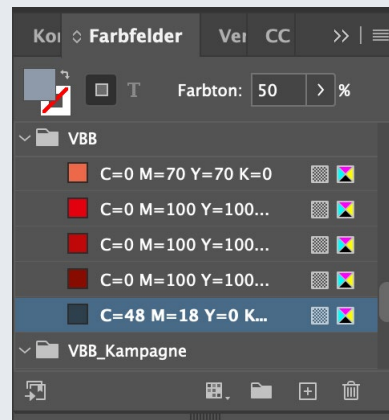 Ko Farbfelder Ver CC
T Farbton: 50 %
VBB
C=0 M=70 Y=70 K=0
C=0 M=100 Y=100...
C=0 M=100 Y=100...
C=0 M=100 Y=100...
C=48 M=18 Y=0 K...
VBB_Kampagne